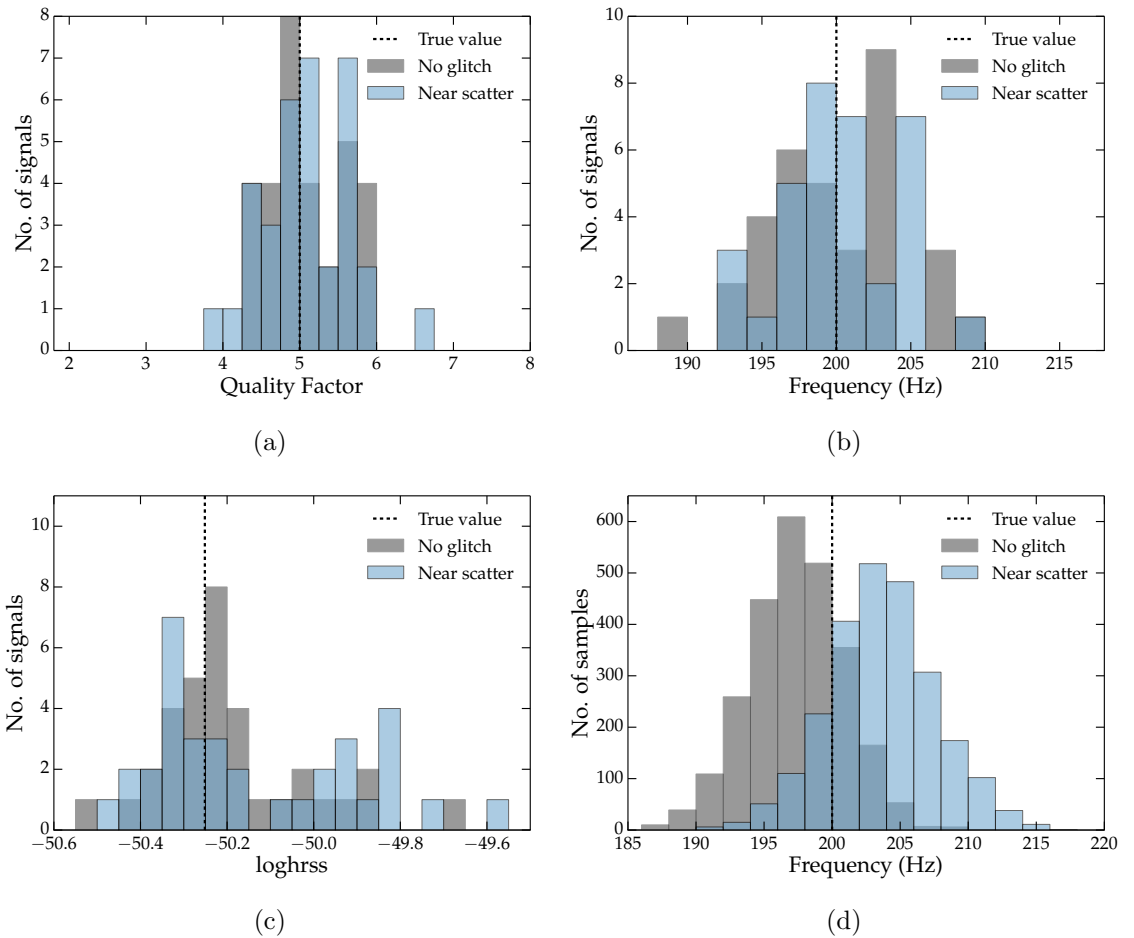 8
7
6
5
4
3
2
1
0
No. of signals
True value
No glitch
Near scatter
2 3 4 5 6 7 8
Quality Factor
(a)
10
8
6
4
2
0
No. of signals
True value
No glitch
Near scatter
190 195 200 205 210 215
Frequency (Hz)
(b)
10
8
6
4
2
0
No. of signals
True value
No glitch
Near scatter
−50.6 −50.4 −50.2 −50.0 −49.8 −49.6
loghrss
(c)
600
500
400
300
200
100
0
No. of samples
True value
No glitch
Near scatter
185 190 195 200 205 210 215 220
Frequency (Hz)
(d)